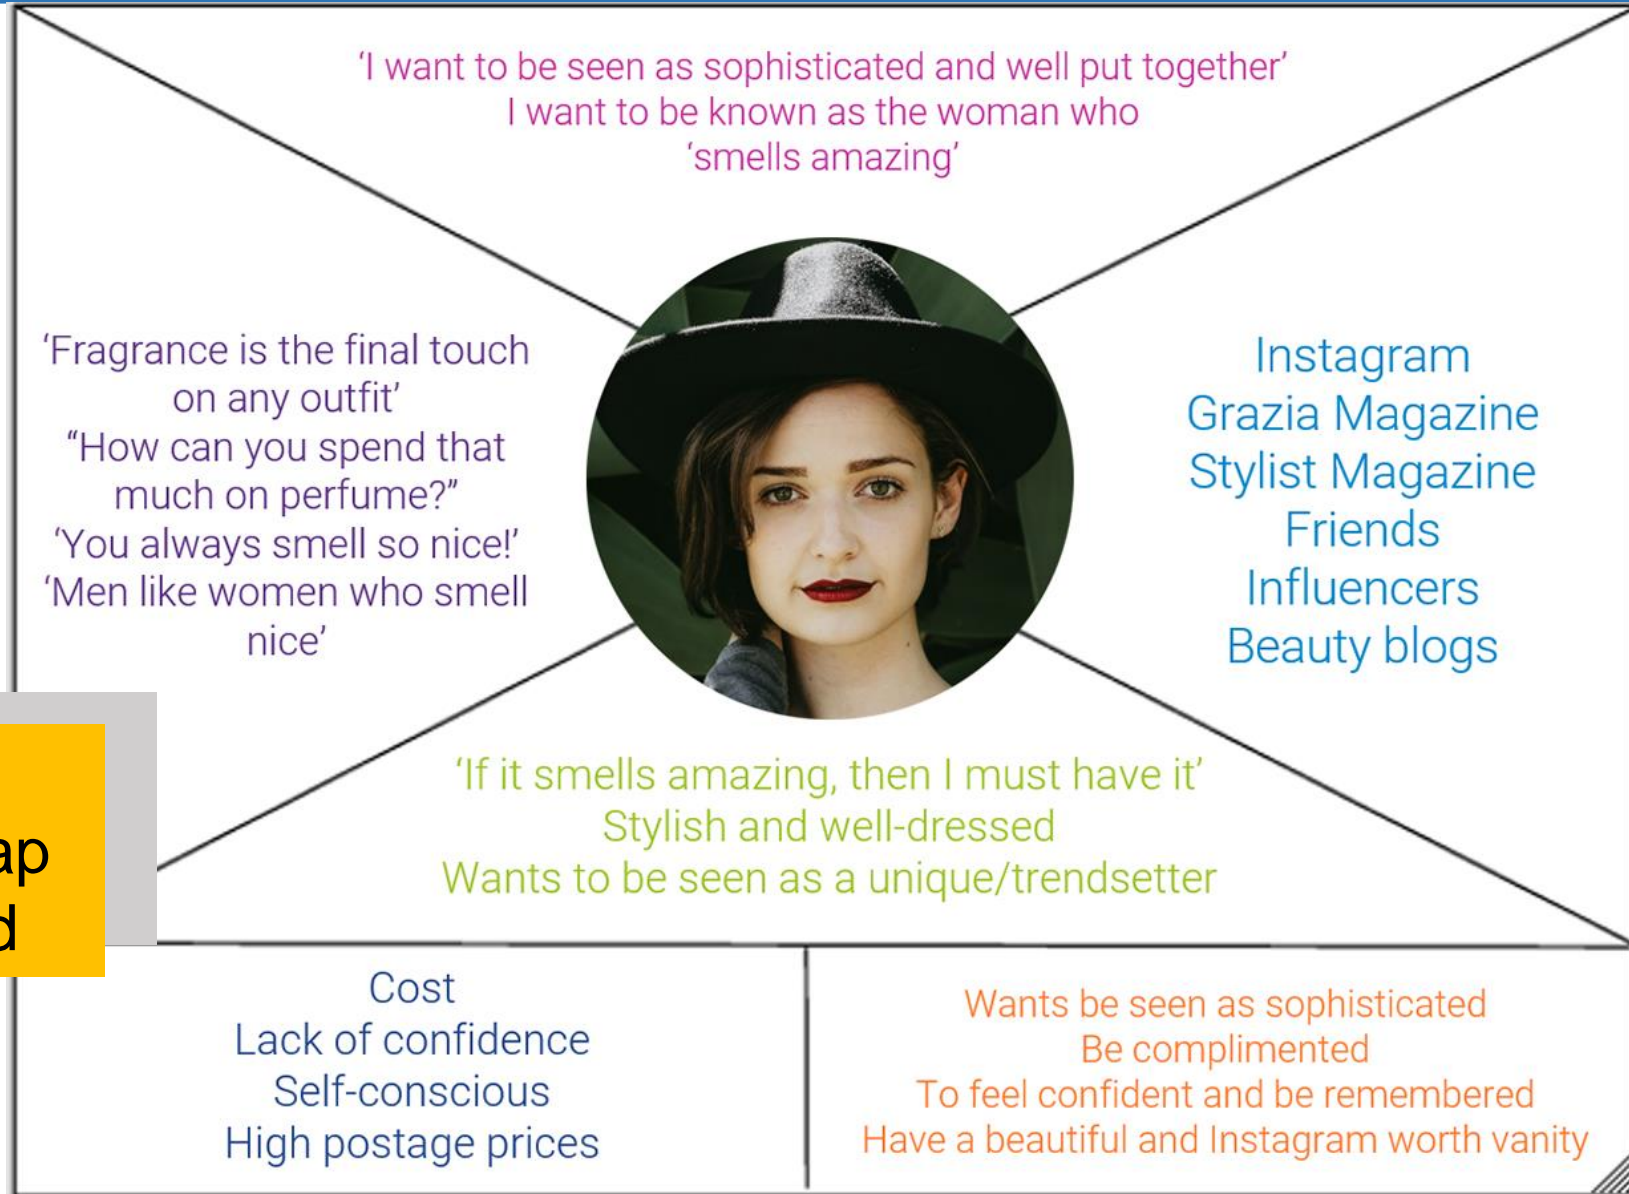 ‘I want to be seen as sophisticated and well put together’
I want to be known as the woman who
‘smells amazing’
‘Fragrance is the final touch
on any outfit’
“How can you spend that
much on perfume?”
‘You always smell so nice!’
‘Men like women who smell
nice’
Instagram
Grazia Magazine
Stylist Magazine
Friends
Influencers
Beauty blogs
‘If it smells amazing, then I must have it’
Stylish and well-dressed
Wants to be seen as a unique/trendsetter
Cost
Lack of confidence
Self-conscious
High postage prices
Wants be seen as sophisticated
Be complimented
To feel confident and be remembered
Have a beautiful and Instagram worth vanity